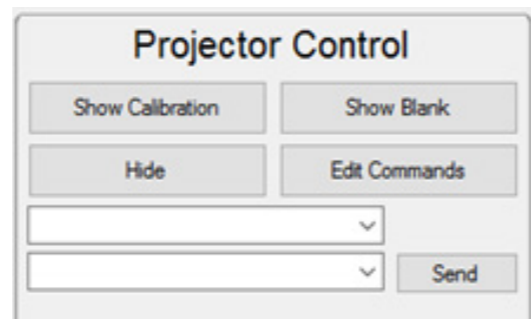 Projector Control
Show Calibration Show Blank
Hide Edit Commands
Send